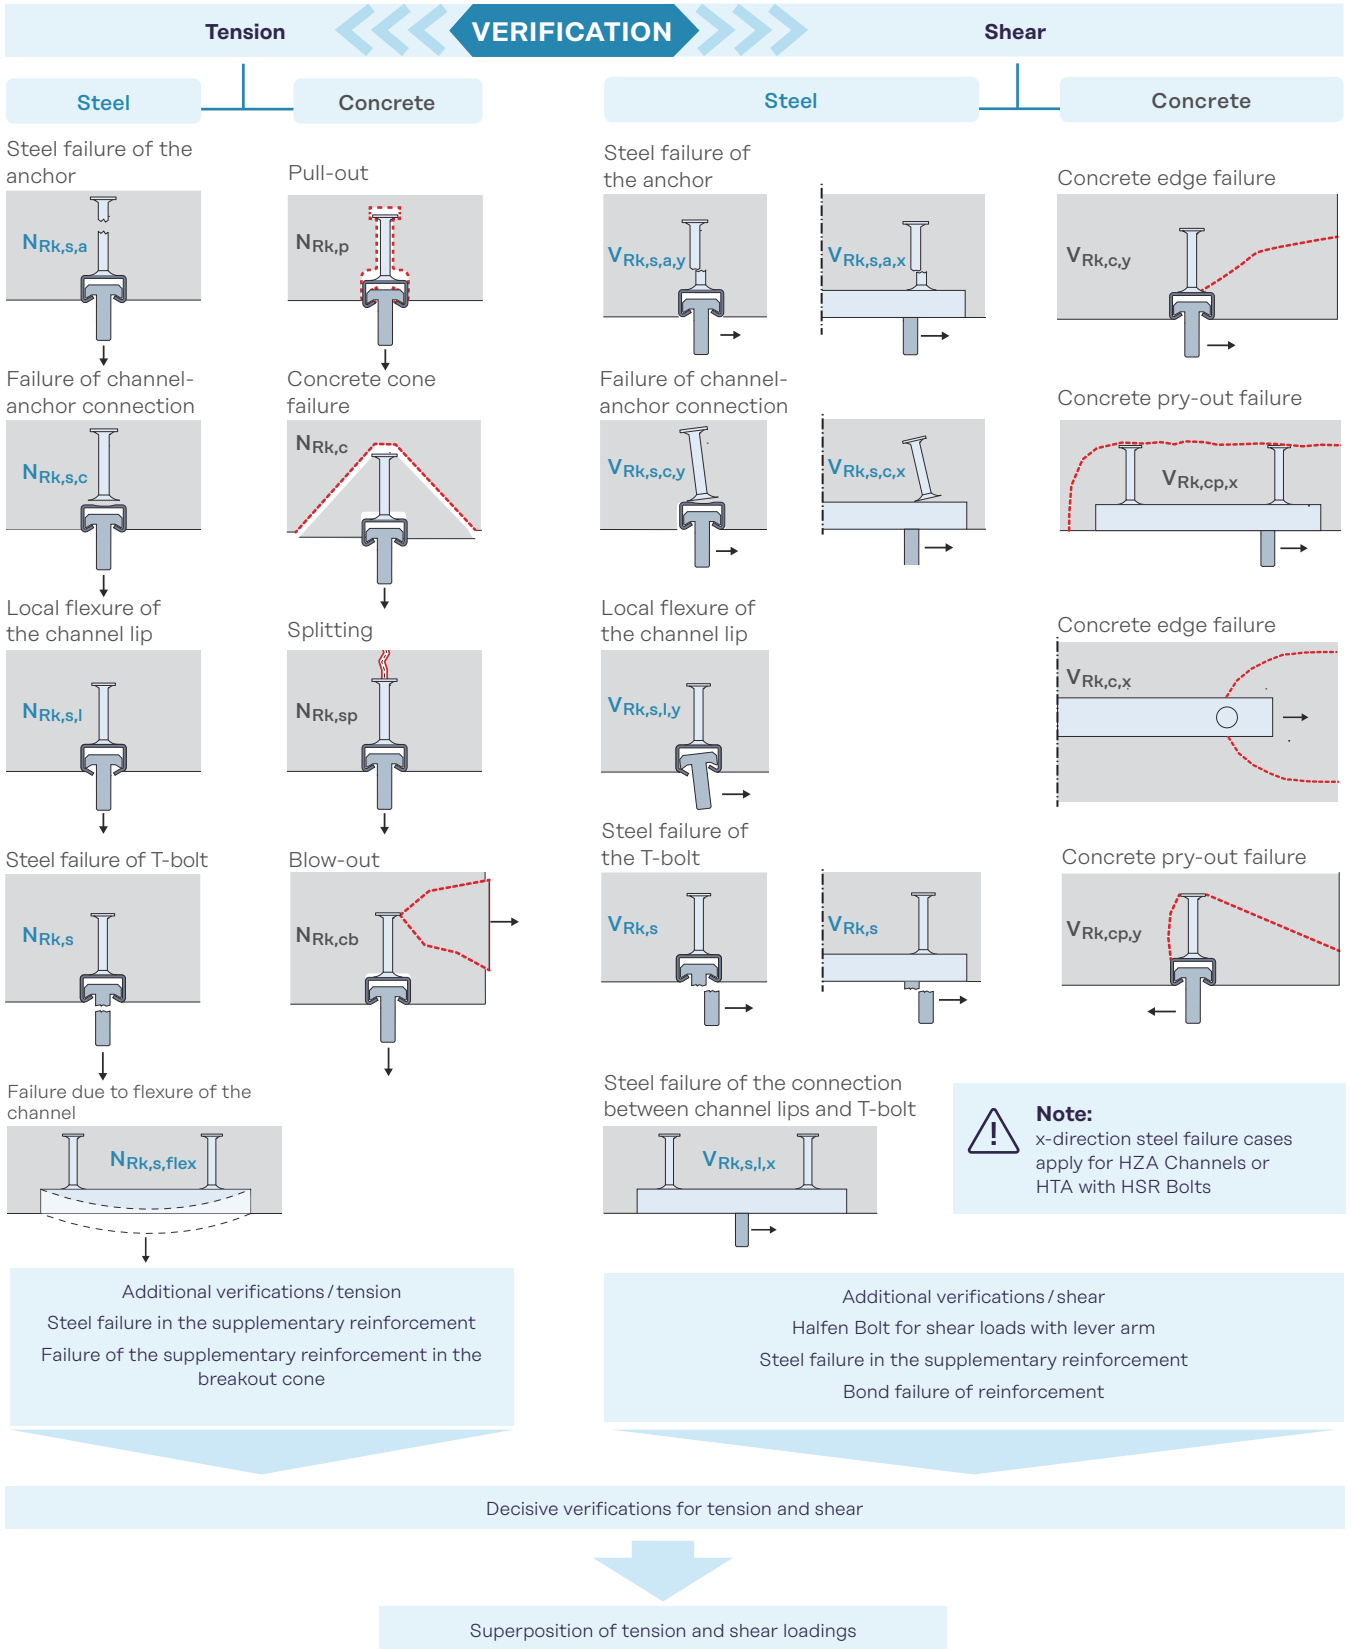 Tension
VERIFICATION
Shear
Steel
Concrete
Steel
Concrete
Steel failure of the
anchor
NRk,s,a
Pull-out
NRk,p
Steel failure of
the anchor
VRk,s,a,y
VRk,s,a,x
Concrete edge failure
VRk,c,y
Failure of channel-
anchor connection
NRk,s,c
Concrete cone
failure
NRk,c
Failure of channel-
anchor connection
VRk,s,c,y
VRk,s,c,x
Concrete pry-out failure
VRk,cp,x
Local flexure of
the channel lip
NRk,s,l
Splitting
NRk,sp
Local flexure of
the channel lip
VRk,s,l,y
Concrete edge failure
VRk,c,x
Steel failure of T-bolt
NRk,s
Blow-out
NRk,cb
Steel failure of
the T-bolt
VRk,s
VRk,s
Concrete pry-out failure
VRk,cp,y
Failure due to flexure of the
channel
NRk,s,flex
Steel failure of the connection
between channel lips and T-bolt
VRk,s,l,x
Note:
x-direction steel failure cases
apply for HZA Channels or
HTA with HSR Bolts
Additional verifications / tension
Steel failure in the supplementary reinforcement
Failure of the supplementary reinforcement in the
breakout cone
Additional verifications / shear
Halfen Bolt for shear loads with lever arm
Steel failure in the supplementary reinforcement
Bond failure of reinforcement
Decisive verifications for tension and shear
Superposition of tension and shear loadings